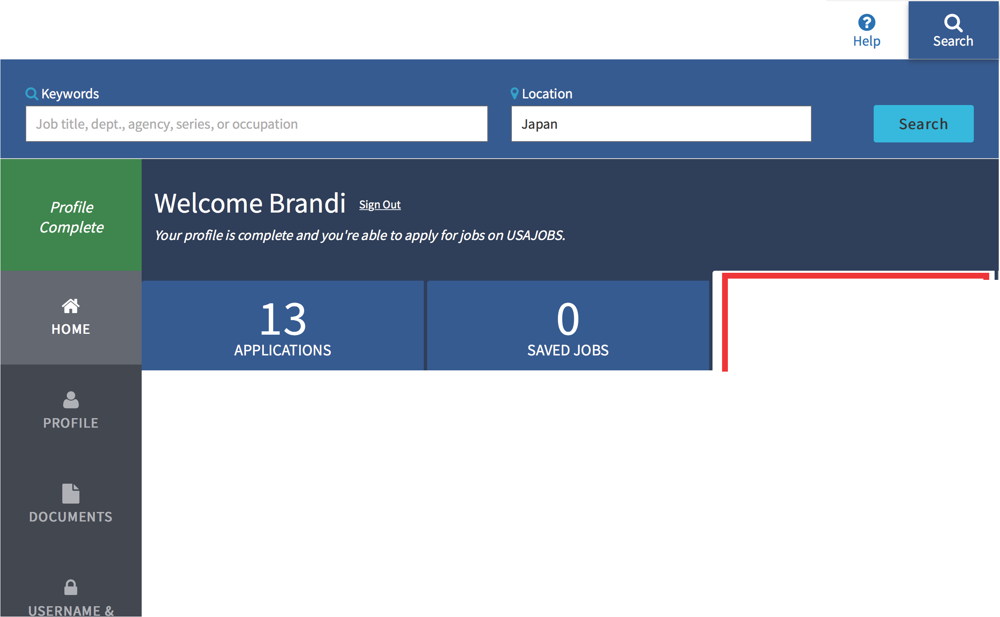 Help
Search
Keywords
Location
Job title, dept., agency, series, or occupation
Japan
Search
Profile
Complete
Welcome Brandi Sign Out
Your profile is complete and you're able to apply for jobs on USAJOBS.
HOME
13
APPLICATIONS
0
SAVED JOBS
PROFILE
DOCUMENTS
USERNAME &